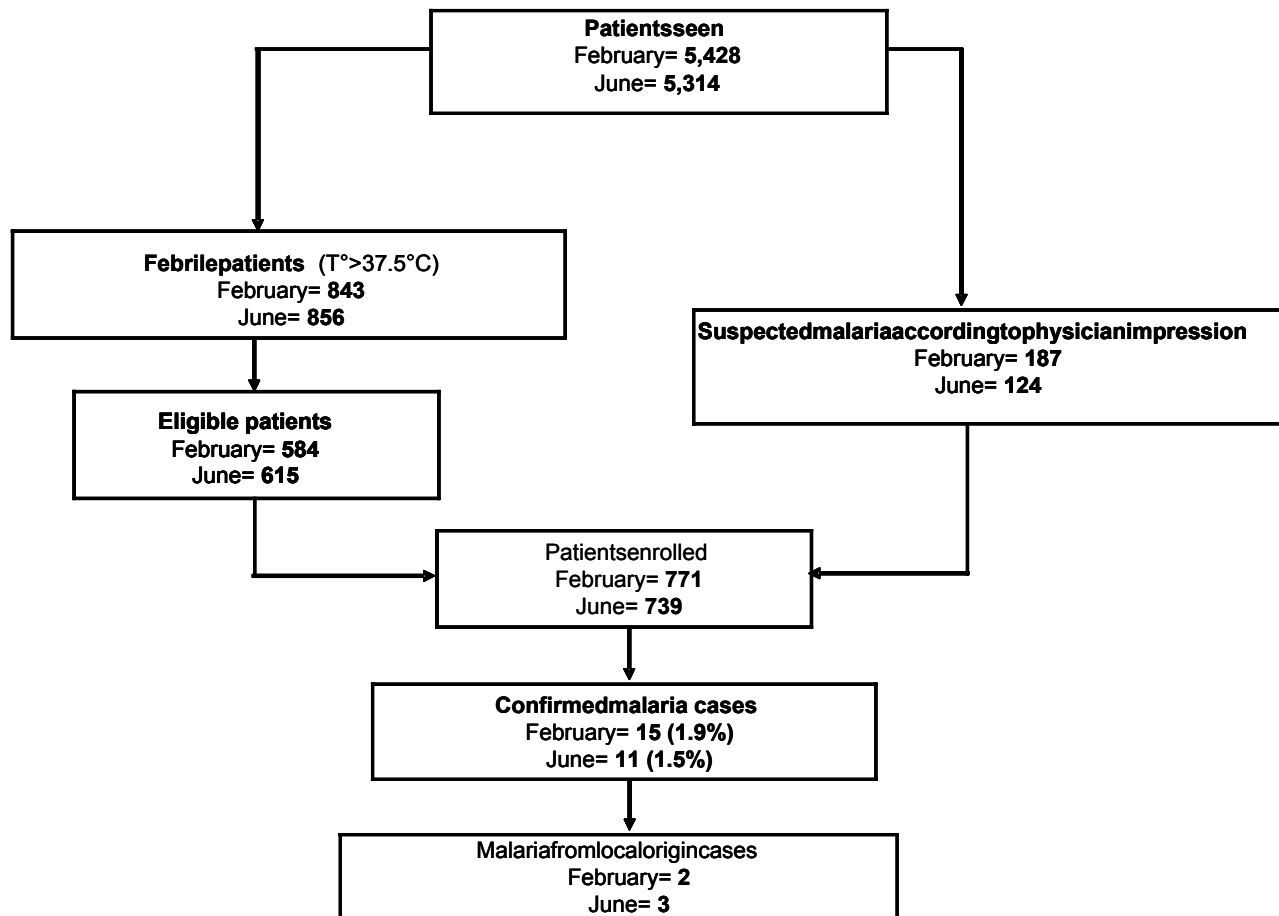 Patientsseen
February= 5,428
June= 5,314
Febrilepatients (T°>37.5°C)
February= 843
June= 856
Suspectedmalariaaccordingtophysicianimpression
February= 187
June= 124
Eligible patients
February= 584
June= 615
Patientsenrolled
February= 771
June= 739
Confirmedmalaria cases
February= 15 (1.9%)
June= 11 (1.5%)
Malariafromlocalorigincases
February= 2
June= 3